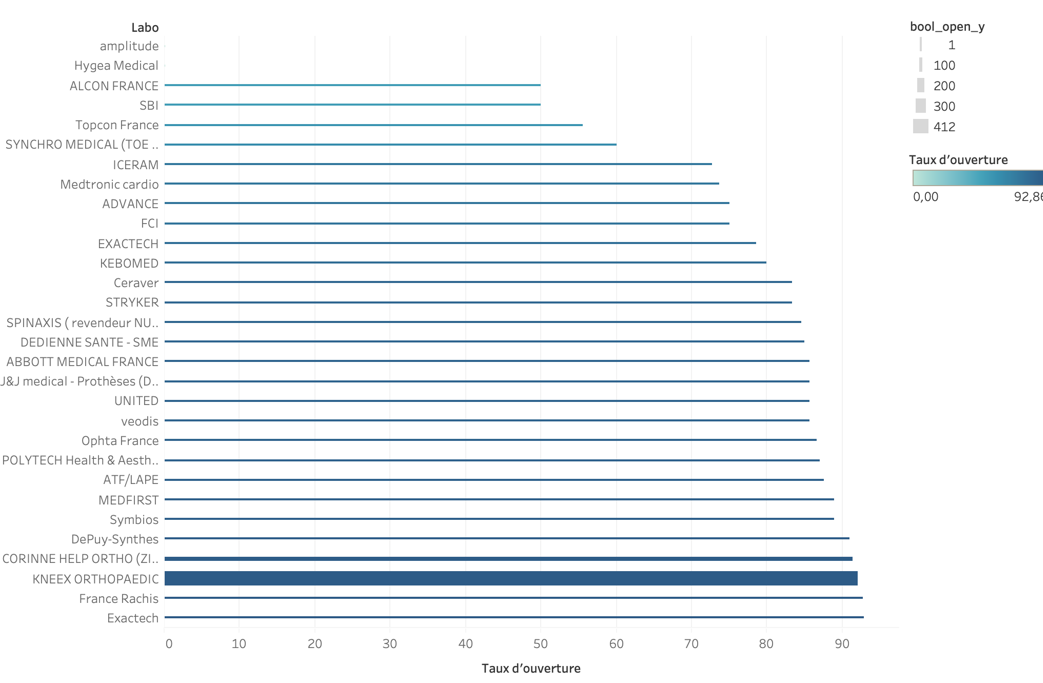 Labo
amplitude
Hygea Medical
ALCON FRANCE
SBI
Topcon France
SYNCHRO MEDICAL (TOE ..
ICERAM
Medtronic cardio
ADVANCE
FCI
EXACTECH
KEBOMED
Ceraver
STRYKER
SPINAXIS ( revendeur NU..
DEDIENNE SANTE - SME
ABBOTT MEDICAL FRANCE
J&J medical - Prothèses (D..
UNITED
veodis
Ophta France
POLYTECH Health & Aesth..
ATF/LAPE
MEDFIRST
Symbios
DePuy-Synthes
CORINNE HELP ORTHO (ZI..
KNEEX ORTHOPAEDIC
France Rachis
Exactech
0 10 20 30 40 50 60 70 80 90
Taux d’ouverture
bool_open_y
1
100
200
300
412
Taux d’ouverture
0,00 92,86